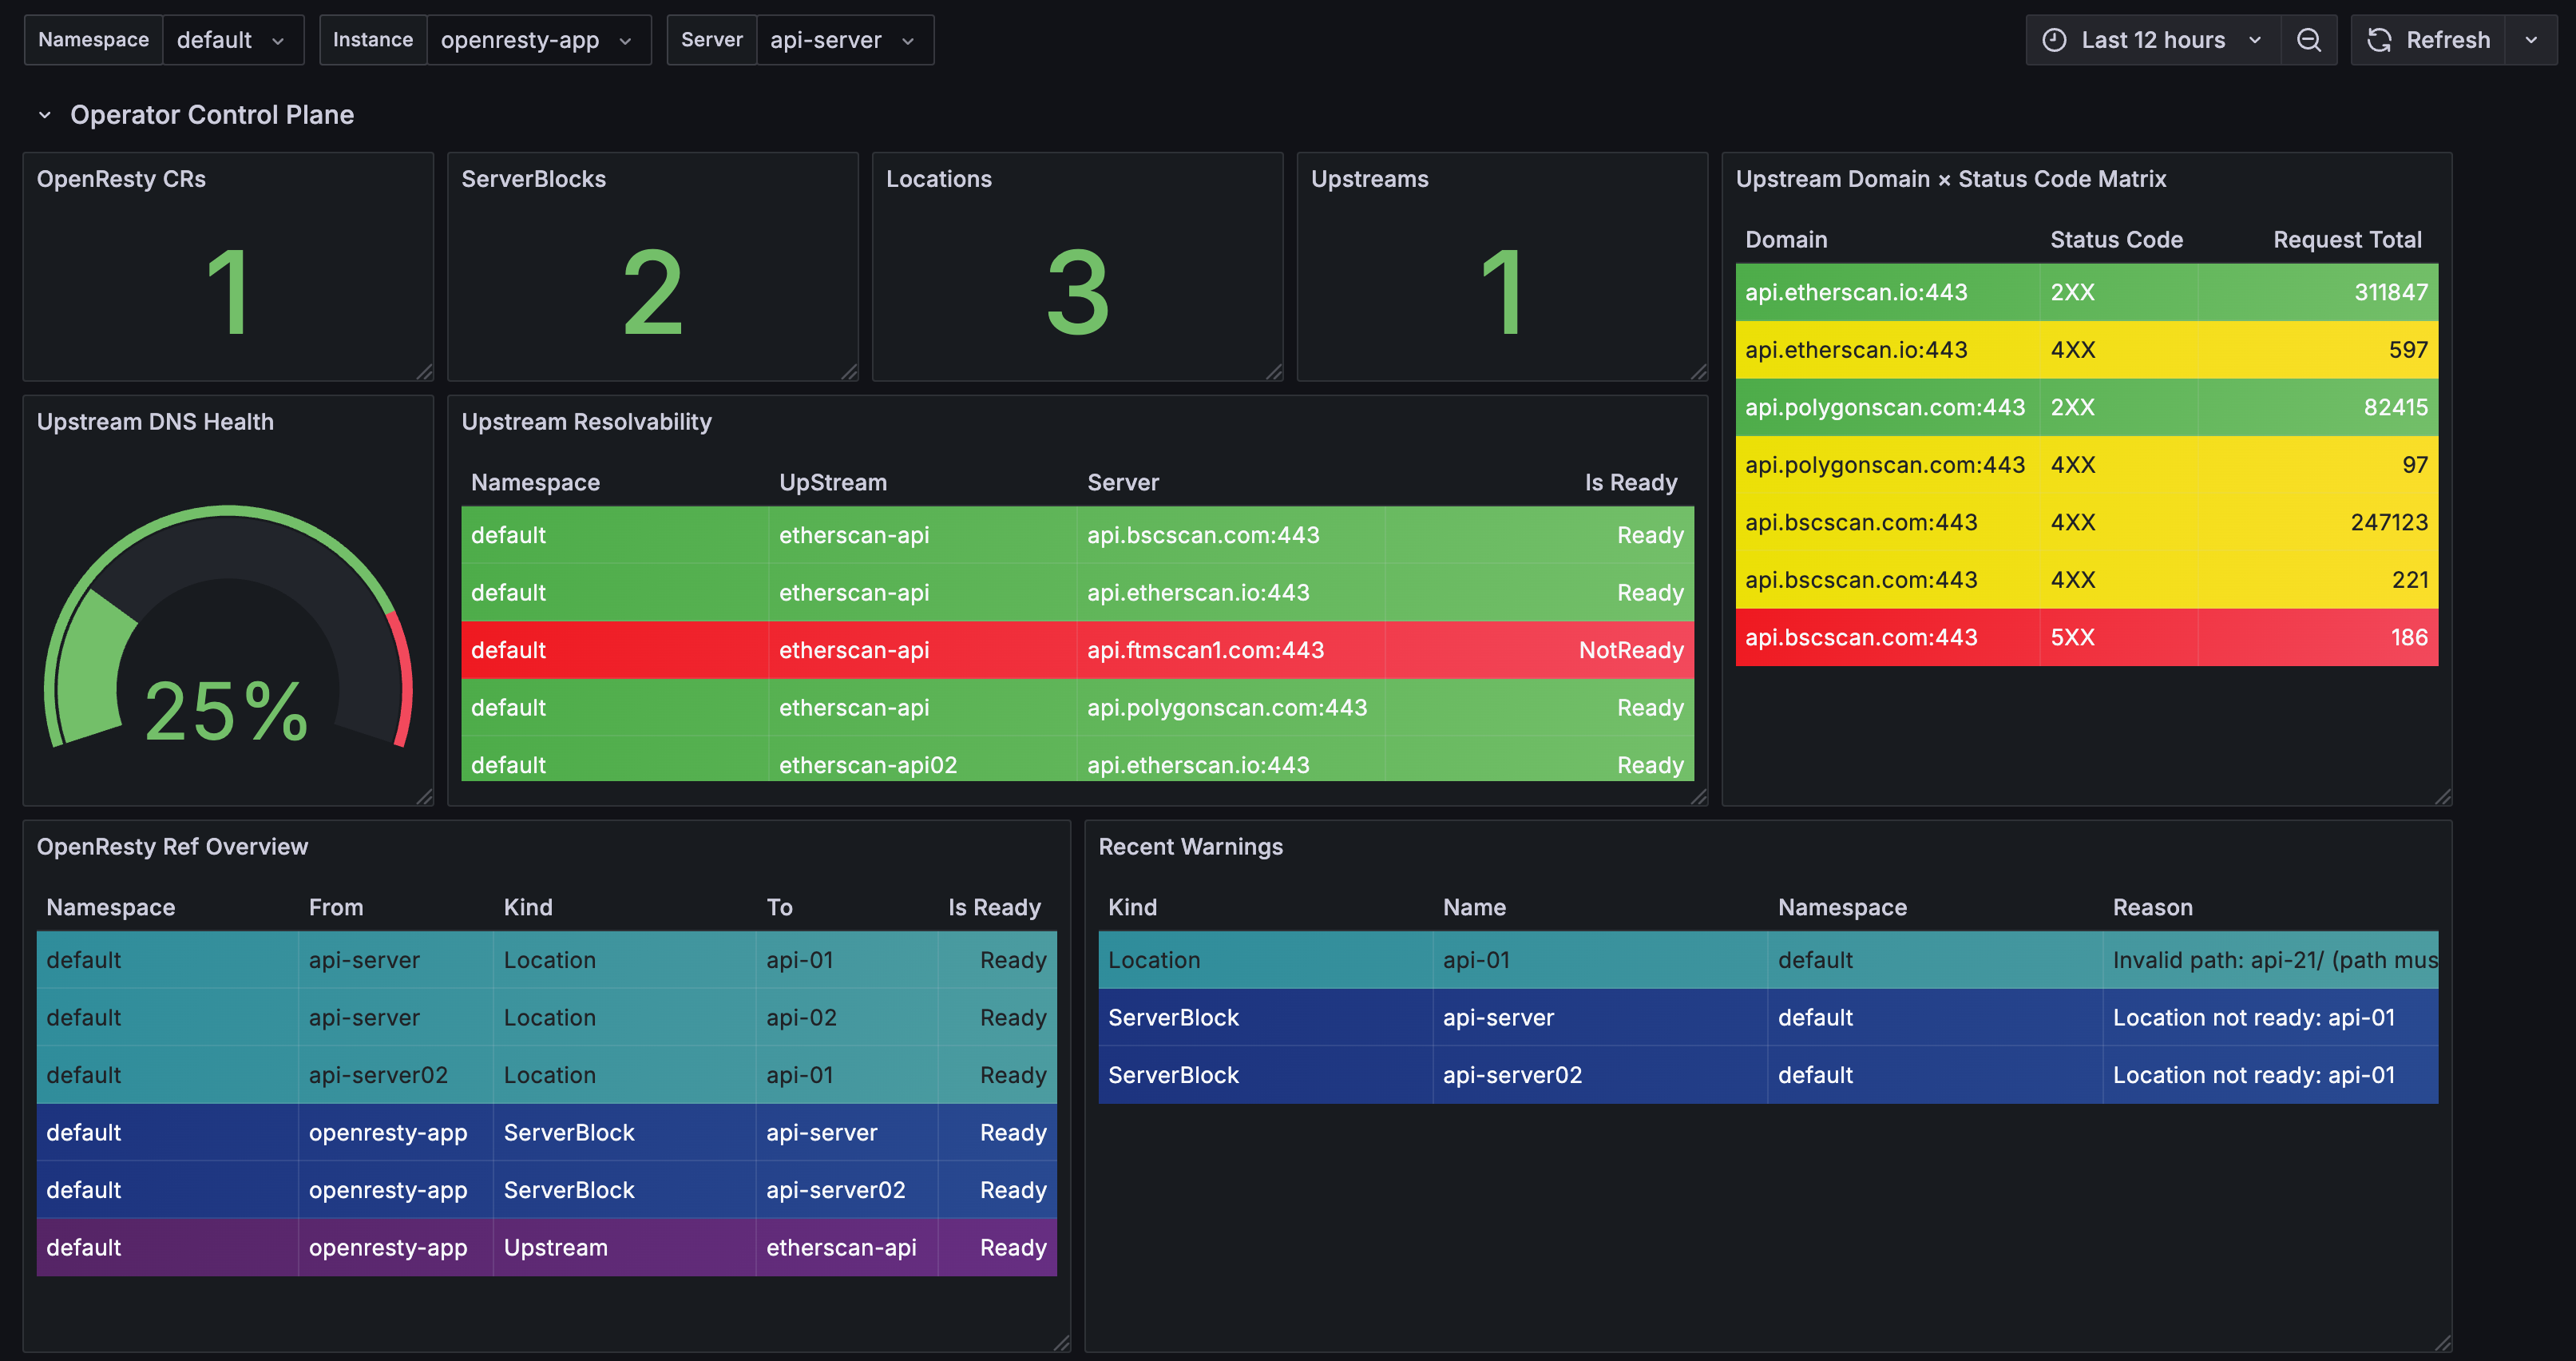 Namespace default Instance openresty-app Server api-server Last 12 hours Refresh
Operator Control Plane
OpenResty CRs
1
ServerBlocks
2
Locations
3
Upstreams
1
Upstream Domain × Status Code Matrix
Domain Status Code Request Total
api.etherscan.io:443 2XX 311847
api.etherscan.io:443 4XX 597
api.polygonscan.com:443 2XX 82415
api.polygonscan.com:443 4XX 97
api.bscscan.com:443 4XX 247123
api.bscscan.com:443 4XX 221
api.bscscan.com:443 5XX 186
Upstream DNS Health
25%
Upstream Resolvability
Namespace UpStream Server Is Ready
default etherscan-api api.bscscan.com:443 Ready
default etherscan-api api.etherscan.io:443 Ready
default etherscan-api api.ftmscan1.com:443 NotReady
default etherscan-api api.polygonscan.com:443 Ready
default etherscan-api02 api.etherscan.io:443 Ready
OpenResty Ref Overview
Namespace From Kind To Is Ready
default api-server Location api-01 Ready
default api-server Location api-02 Ready
default api-server02 Location api-01 Ready
default openresty-app ServerBlock api-server Ready
default openresty-app ServerBlock api-server02 Ready
default openresty-app Upstream etherscan-api Ready
Recent Warnings
Kind Name Namespace Reason
Location api-01 default Invalid path: api-21/ (path mus
ServerBlock api-server default Location not ready: api-01
ServerBlock api-server02 default Location not ready: api-01